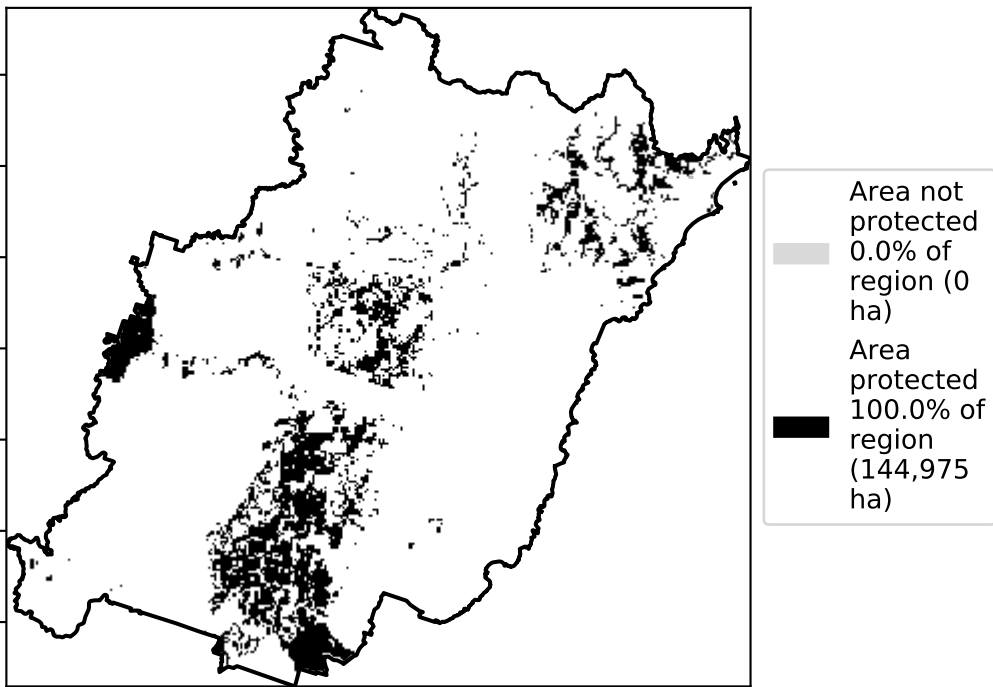 Area not
protected
0.0% of
region (0
ha)
Area
protected
100.0% of
region
(144,975
ha)